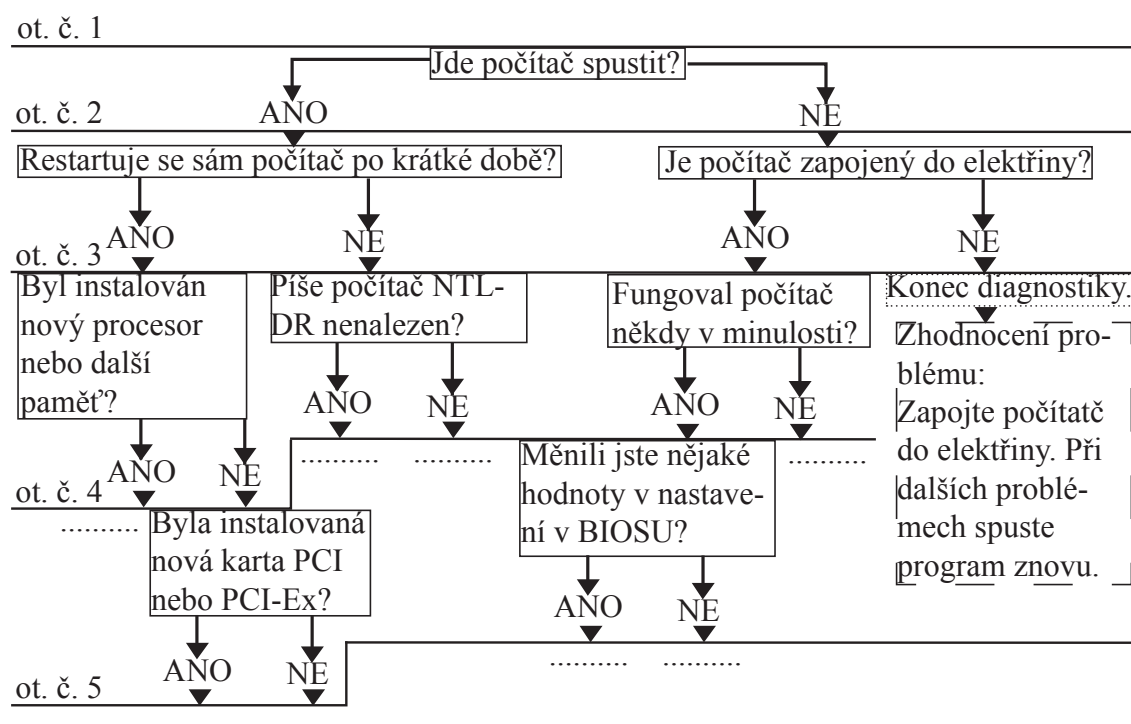 ot. č. 1
Jde počítač spustit?
ANO
NE
ot. č. 2
Restartuje se sám počítač po krátké době?
Je počítač zapojený do elektřiny?
ANO
NE
ANO
NE
ot. č. 3
Byl instalován
nový procesor
nebo další
paměť?
Píše počítač NTL-
DR nenalezen?
Fungoval počítač
někdy v minulosti?
Konec diagnostiky.
Zhodnocení pro-
blému:
Zapojte počítatč
do elektřiny. Při
dalších problé-
mech spuste
program znovu.
ANO
NE
ANO
NE
ANO
NE
..........
..........
..........
Měnili jste nějaké
hodnoty v nastave-
ní v BIOSU?
ot. č. 4
..........
Byla instalovaná
nová karta PCI
nebo PCI-Ex?
ANO
NE
..........
..........
ANO
NE
ot. č. 5